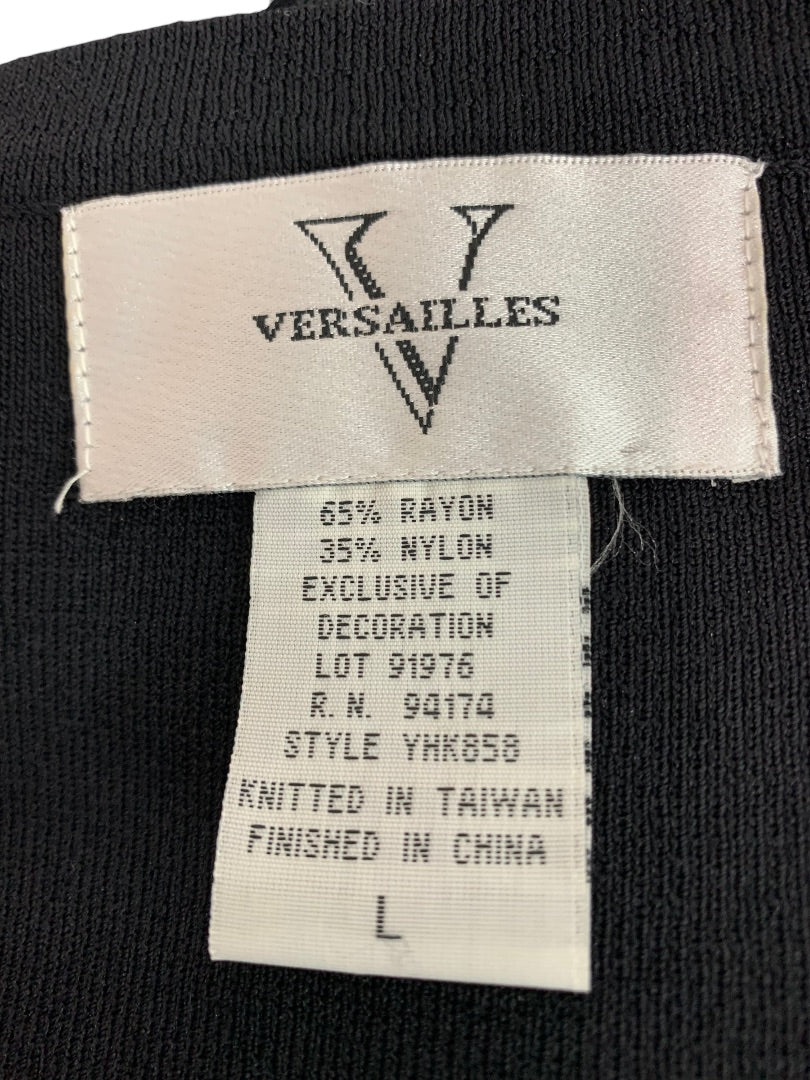 V
VERSAILLES
65% RAYON
35% NYLON
EXCLUSIVE OF
DECORATION
LOT 91976
R. N. 94174
STYLE YHK858
KNITTED IN TAIWAN
FINISHED IN CHINA
L